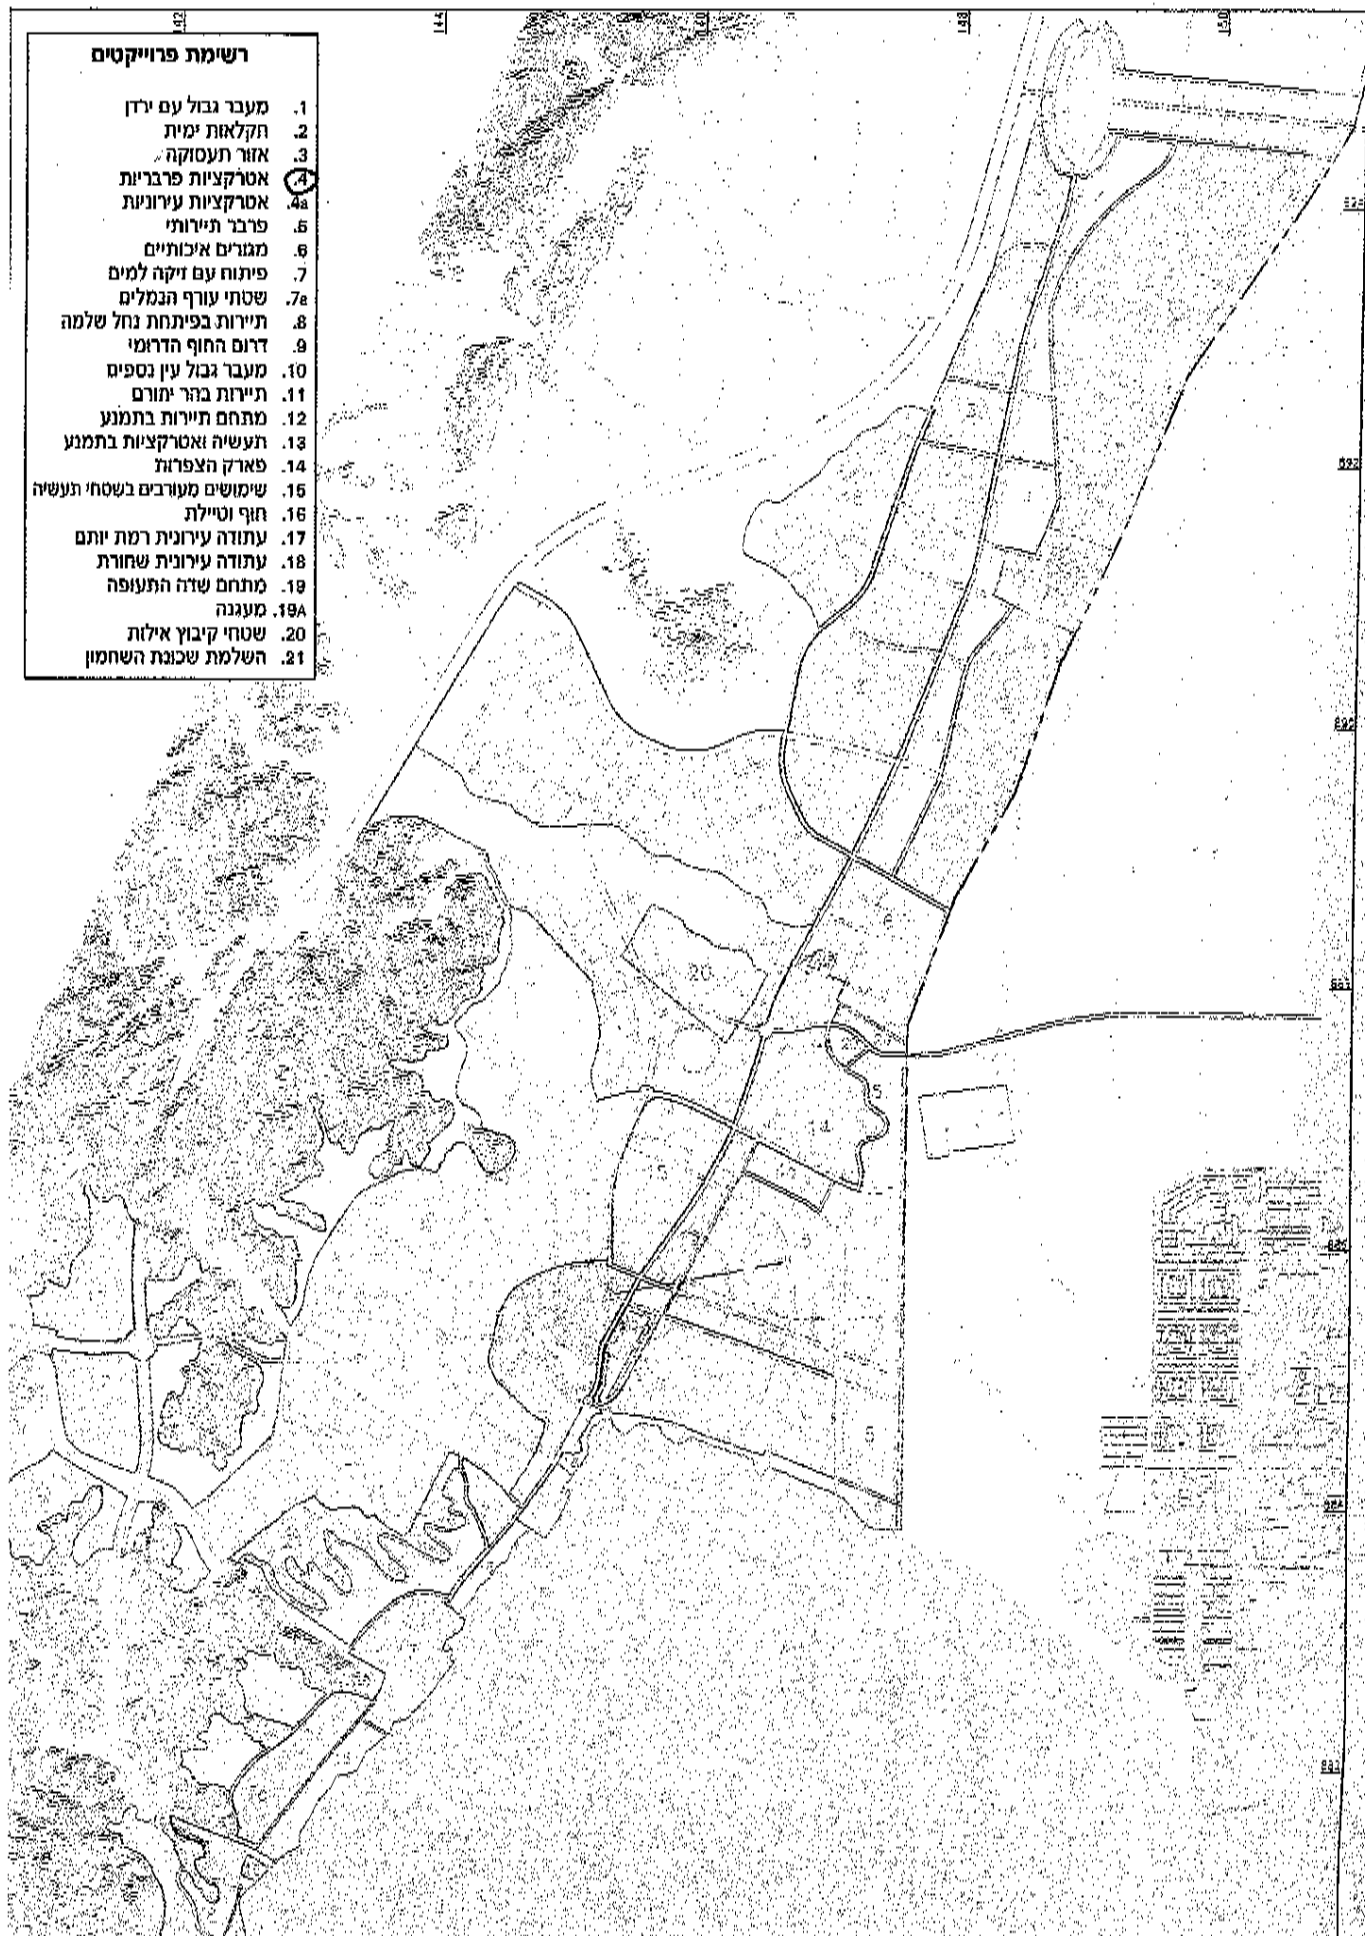 רשימת פרוייקטים
1. מעבר גבול עם ירדן
2. חקלאות ימית
3. אזור תעסוקה
4. אטרקציות פרבריות
4a. אטרקציות עירוניות
5. פרבר תיירותי
6. מגורים איכותיים
7. פיתוח עם זיקה למים
7a. שטחי עורף הנמלים
8. תיירות בפיתחת נחל שלמה
9. דרום החוף הדרומי
10. מעבר גבול עין נטפים
11. תיירות בהר יהורם
12. מתחם תיירות בתמנע
13. תעשיה ואטרקציות בתמנע
14. פארק הצפרות
15. שימושים מעורבים בשטחי תעשיה
16. חוף וטיילת
17. עתודה עירונית רמת יותם
18. עתודה עירונית שחורת
19. מתחם שדה התעופה
19A. מעגנה
20. שטחי קיבוץ אילות
21. השלמת שכונת השחמון
142
144
148
150
20
5
14
5
6